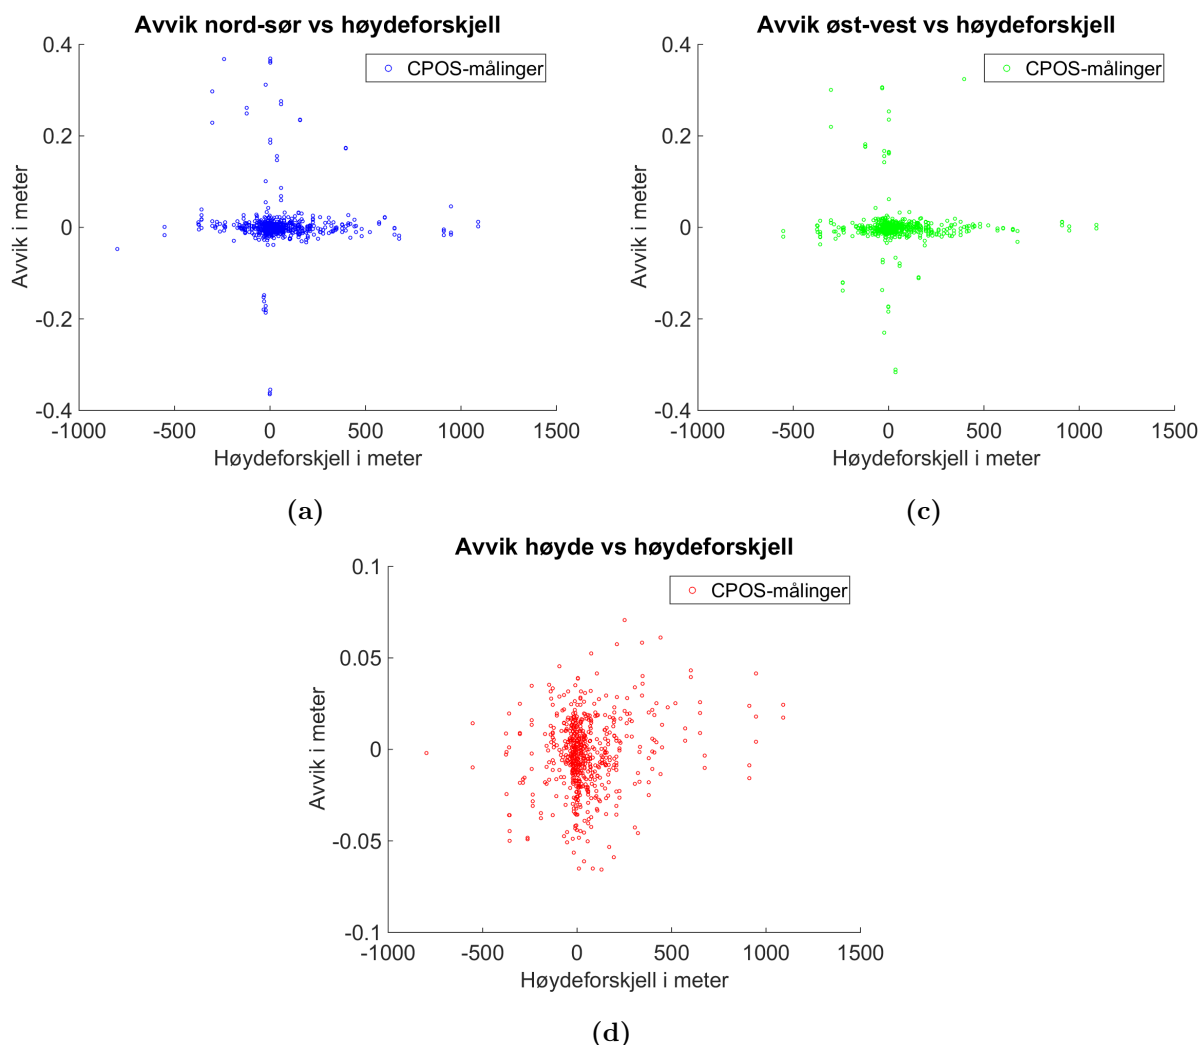 Avvik nord-sør vs høydeforskjell
CPOS-målinger
0.4
0.2
0
-0.2
-0.4
Avvik i meter
-1000 -500 0 500 1000 1500
Høydeforskjell i meter
(a)
Avvik øst-vest vs høydeforskjell
CPOS-målinger
0.4
0.2
0
-0.2
-0.4
Avvik i meter
-1000 -500 0 500 1000 1500
Høydeforskjell i meter
(c)
Avvik høyde vs høydeforskjell
CPOS-målinger
0.1
0.05
0
-0.05
-0.1
Avvik i meter
-1000 -500 0 500 1000 1500
Høydeforskjell i meter
(d)